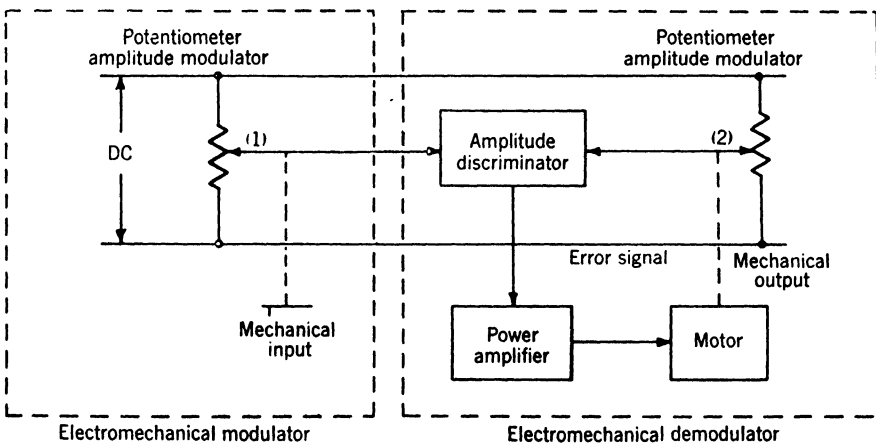 Potentiometer
amplitude modulator
Potentiometer
amplitude modulator
DC
(1)
Amplitude
discriminator
(2)
Error signal
Mechanical
output
Mechanical
input
Power
amplifier
Motor
Electromechanical modulator
Electromechanical demodulator